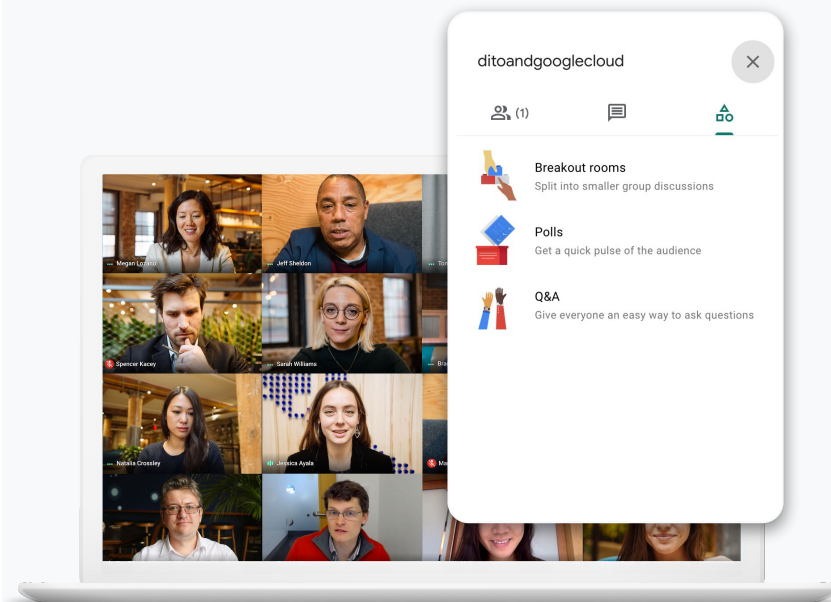 ditoandgooglecloud
(1)
Breakout rooms
Split into smaller group discussions
Polls
Get a quick pulse of the audience
Q&A
Give everyone an easy way to ask questions
Megan Lozano
Jeff Sheldon
Spencer Kacey
Sarah Williams
Natalia Crossley
Jessica Ayala